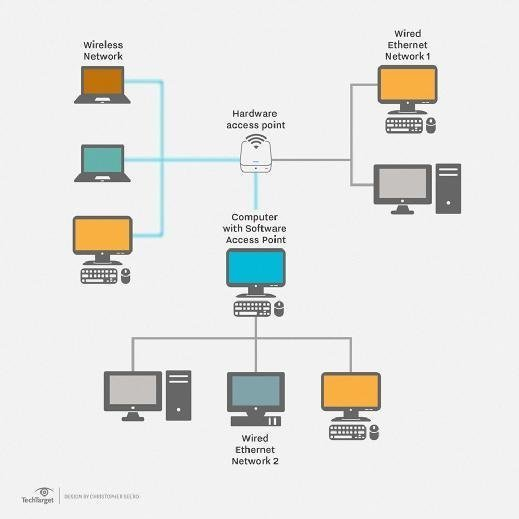 Wireless
Network
Wired
Ethernet
Network 1
Hardware
access point
Computer
with Software
Access Point
Wired
Ethernet
Network 2
TechTarget
DESIGN BY CHRISTOPHER SEERO